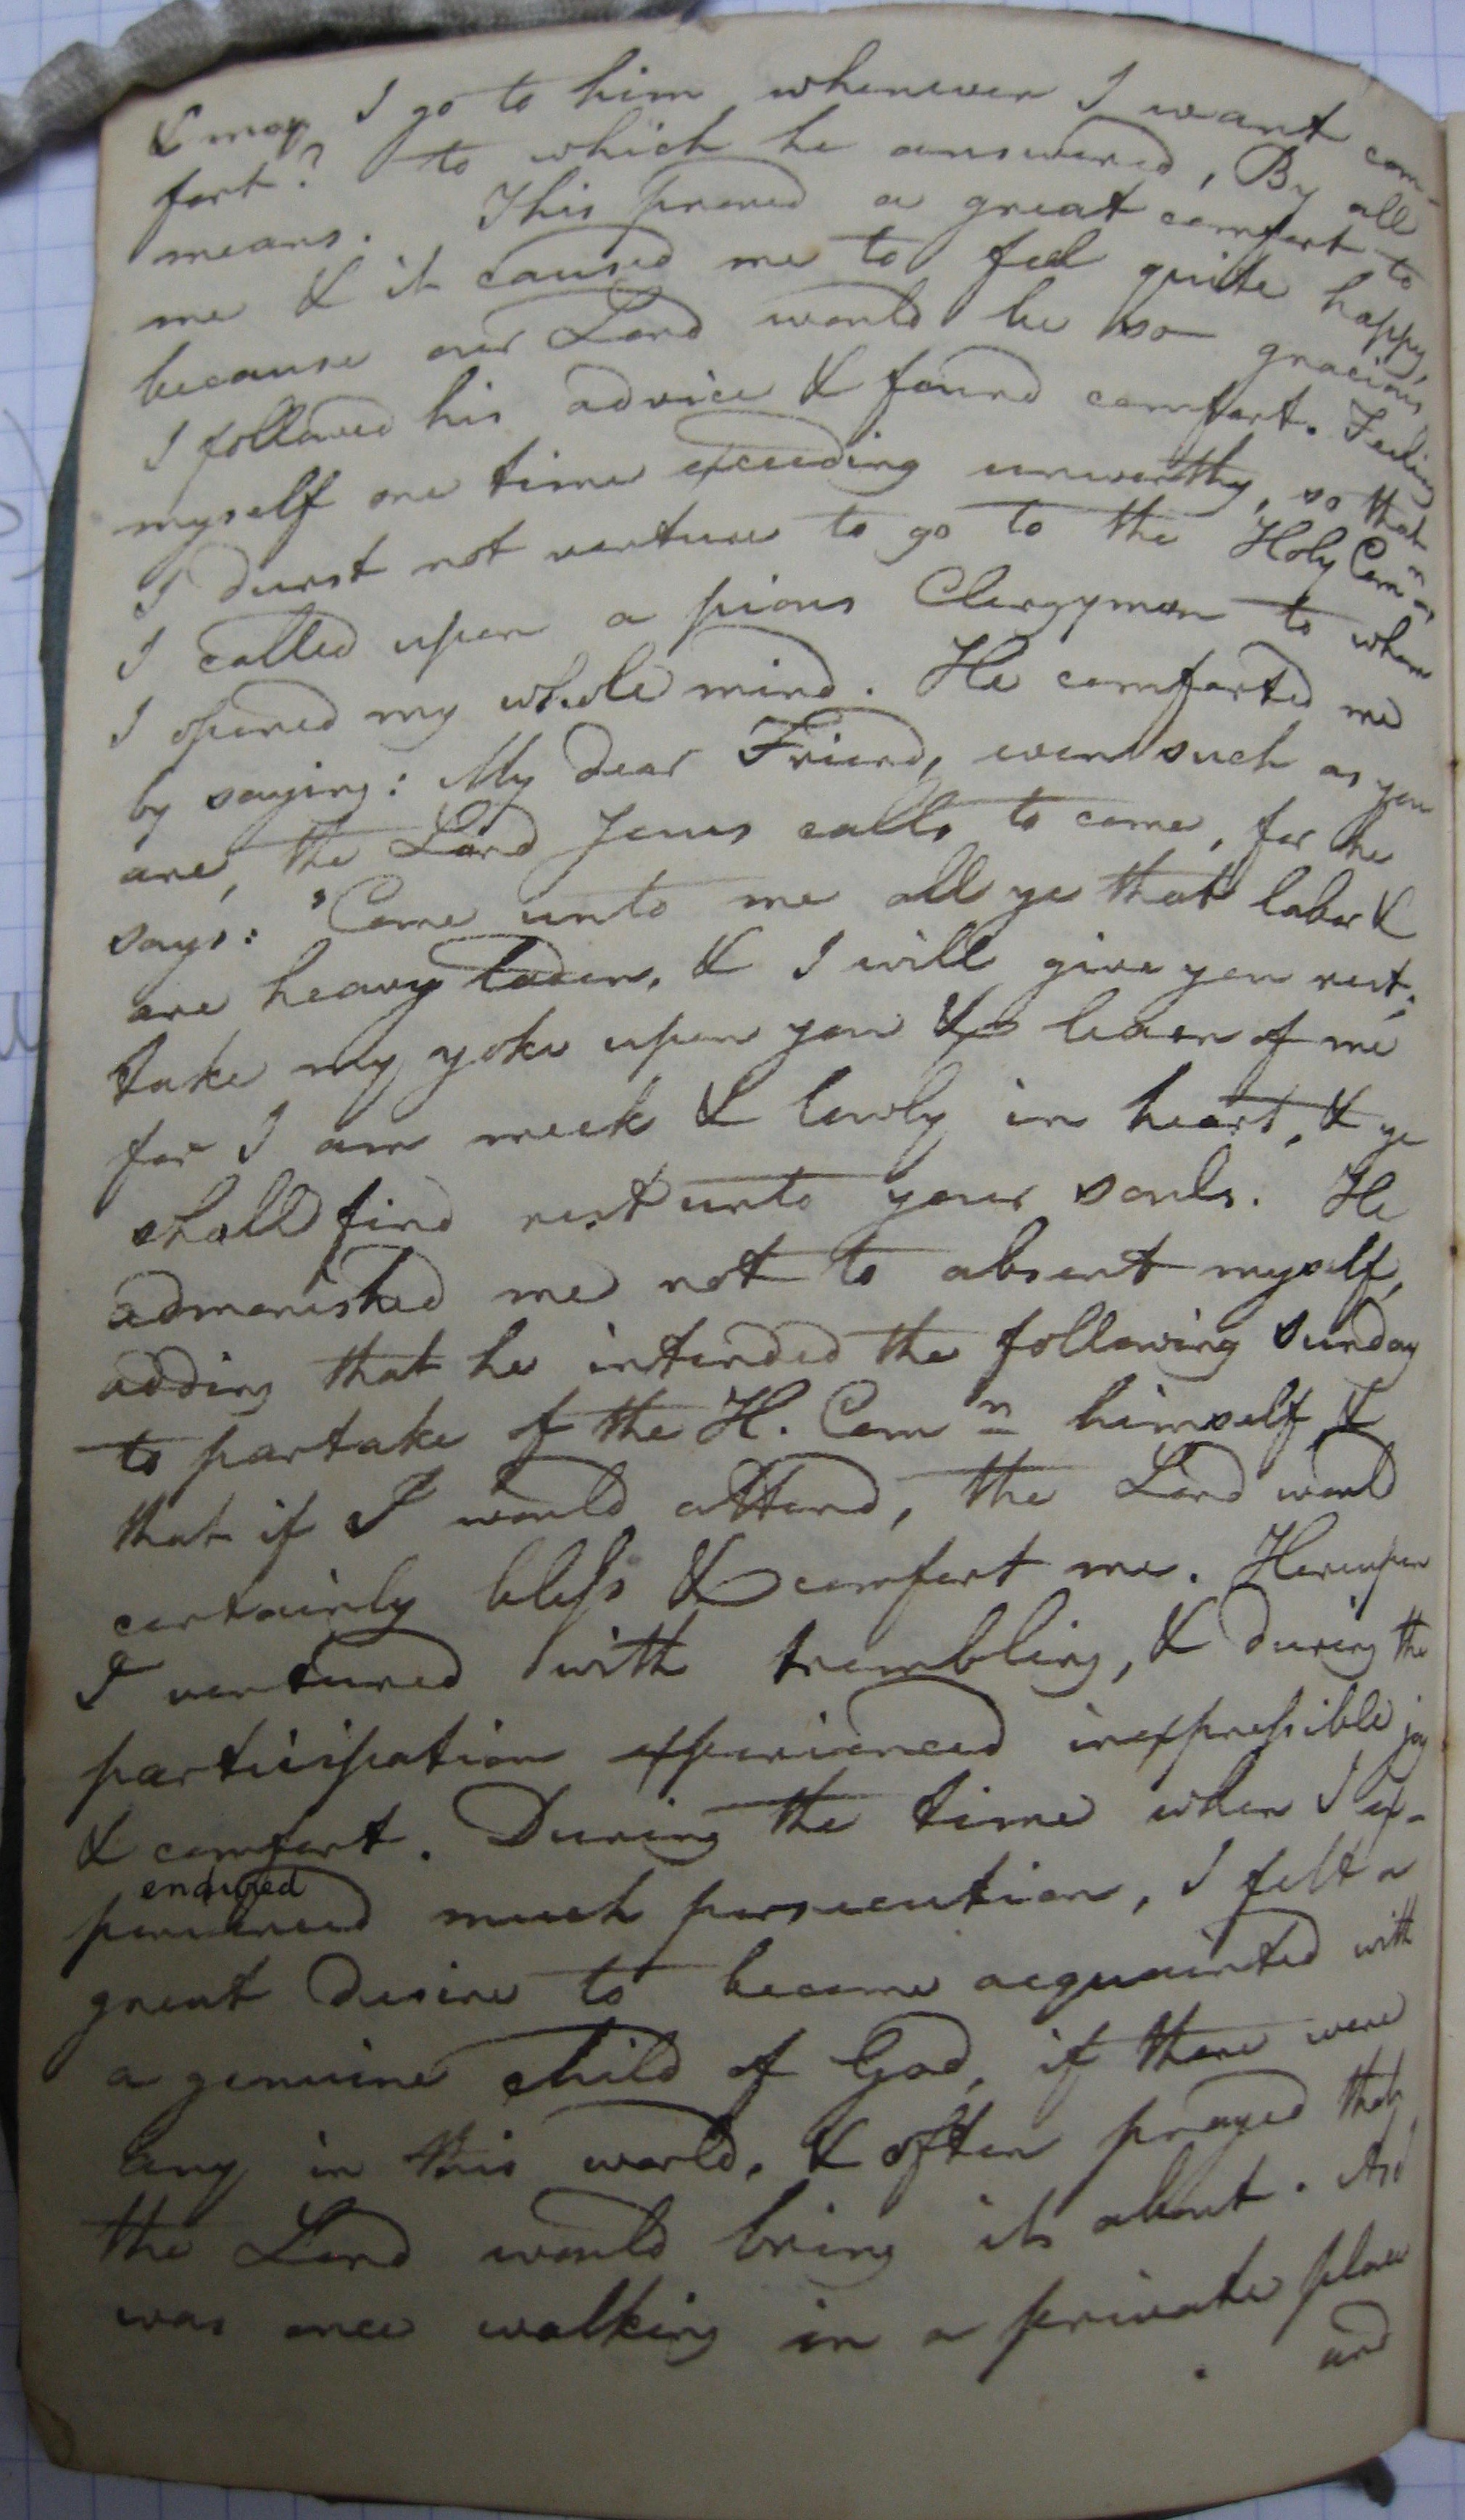 & may I go to him whenever I want com-
fort? to which he answered, By all
means. This proved a great comfort to
me & it caused me to feel quite happy,
because our Lord would be so gracious
I followed his advice & found comfort. Feeling
myself one time exceeding unworthy, so that
I durst not venture to go to the Holy Comn
I called upon a pious Clergyman to whom
I opened my whole mind. He comforted me
by saying: My dear Friend, even such as you
are, the Lord Jesus calls to come, for he
says: "Come unto me all ye that labor &
are heavy laden, & I will give you rest;
take my yoke upon you & learn of me
for I am meek & lowly in heart, & ye
shall find rest unto your souls. He
admonished me not to absent myself,
adding that he intended the following Sunday
to partake of the H. Comn himself, &
that if I would attend, the Lord would
certainly bless & comfort me. Hereupon
I ventured with trembling, & during the
participation experienced inexpressible joy
& comfort. During the time when I ex-
endured
perienced much persecution, I felt a
great desire to become acquainted with
a genuine child of God, if there were
any in this world, & often prayed that
the Lord would bring it about. As I
was once walking in a private place
and